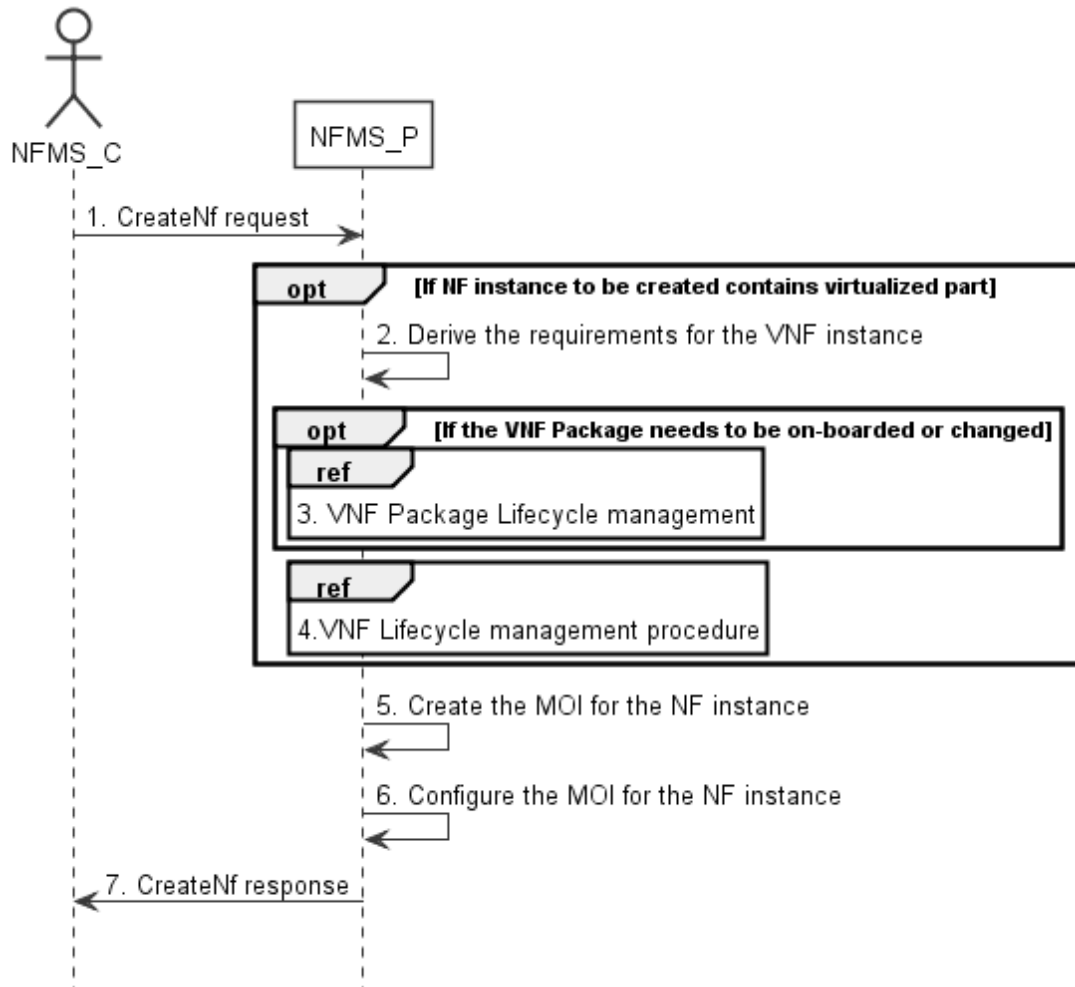 NFMS_C
NFMS_P
1. CreateNf request
opt
[If NF instance to be created contains virtualized part]
2. Derive the requirements for the VNF instance
opt
[If the VNF Package needs to be on-boarded or changed]
ref
3. VNF Package Lifecycle management
ref
4.VNF Lifecycle management procedure
5. Create the MOI for the NF instance
6. Configure the MOI for the NF instance
7. CreateNf response